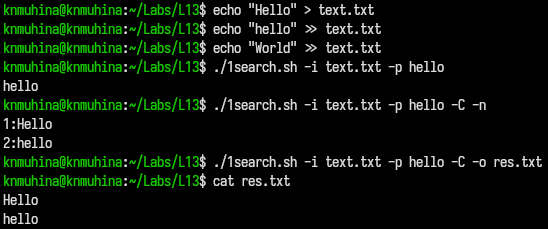 knmuhina@knmuhina:~/Labs/L13$ echo "Hello" > text.txt
knmuhina@knmuhina:~/Labs/L13$ echo "hello" >> text.txt
knmuhina@knmuhina:~/Labs/L13$ echo "World" >> text.txt
knmuhina@knmuhina:~/Labs/L13$ ./1search.sh -i text.txt -p hello
hello
knmuhina@knmuhina:~/Labs/L13$ ./1search.sh -i text.txt -p hello -C -n
1:Hello
2:hello
knmuhina@knmuhina:~/Labs/L13$ ./1search.sh -i text.txt -p hello -C -o res.txt
knmuhina@knmuhina:~/Labs/L13$ cat res.txt
Hello
hello